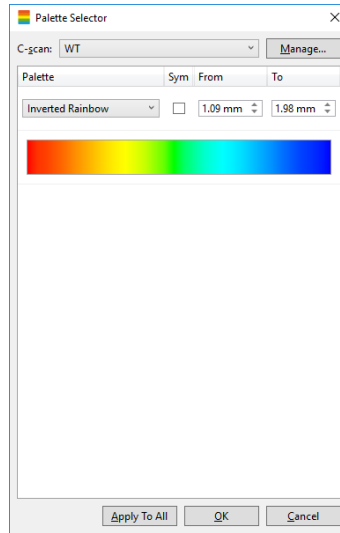 Palette Selector
C-scan: WT Manage...
Palette Sym From To
Inverted Rainbow 1.09 mm 1.98 mm
Apply To All OK Cancel